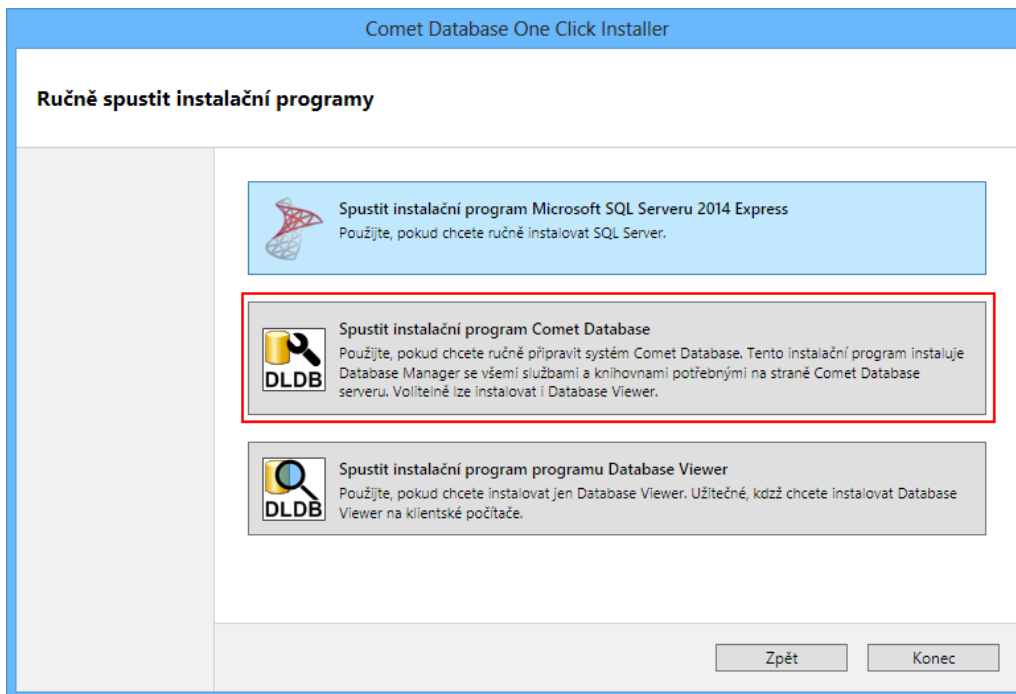 Comet Database One Click Installer
Ručně spustit instalační programy
Spustit instalační program Microsoft SQL Serveru 2014 Express
Použijte, pokud chcete ručně instalovat SQL Server.
DLDB
Spustit instalační program Comet Database
Použijte, pokud chcete ručně připravit systém Comet Database. Tento instalační program instaluje
Database Manager se všemi službami a knihovnami potřebnými na straně Comet Database
serveru. Volitelně lze instalovat i Database Viewer.
DLDB
Spustit instalační program programu Database Viewer
Použijte, pokud chcete instalovat jen Database Viewer. Užitečné, kdzž chcete instalovat Database
Viewer na klientské počítače.
Zpět
Konec